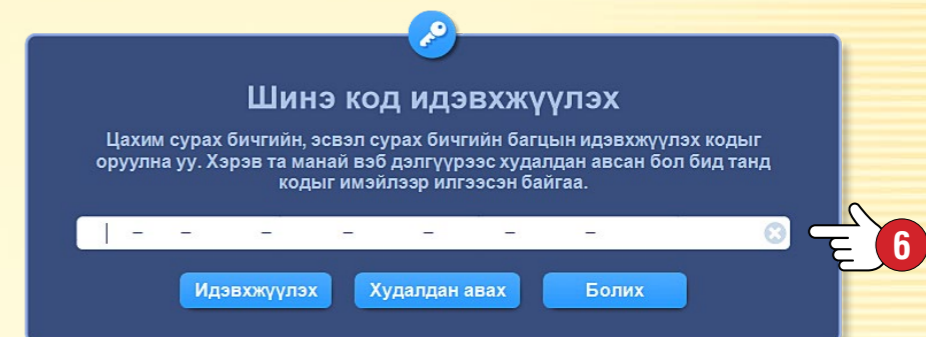 Шинэ код идэвхжүүлэх
Цахим сурах бичгийн, эсвэл сурах бичгийн багцын идэвхжүүлэх кодыг
оруулна уу. Хэрэв та манай вэб дэлгүүрээс худалдан авсан бол бид танд
кодыг имэйлээр илгээсэн байгаа.
| – – – – – – – –
6
Идэвхжүүлэх Худалдан авах Болих